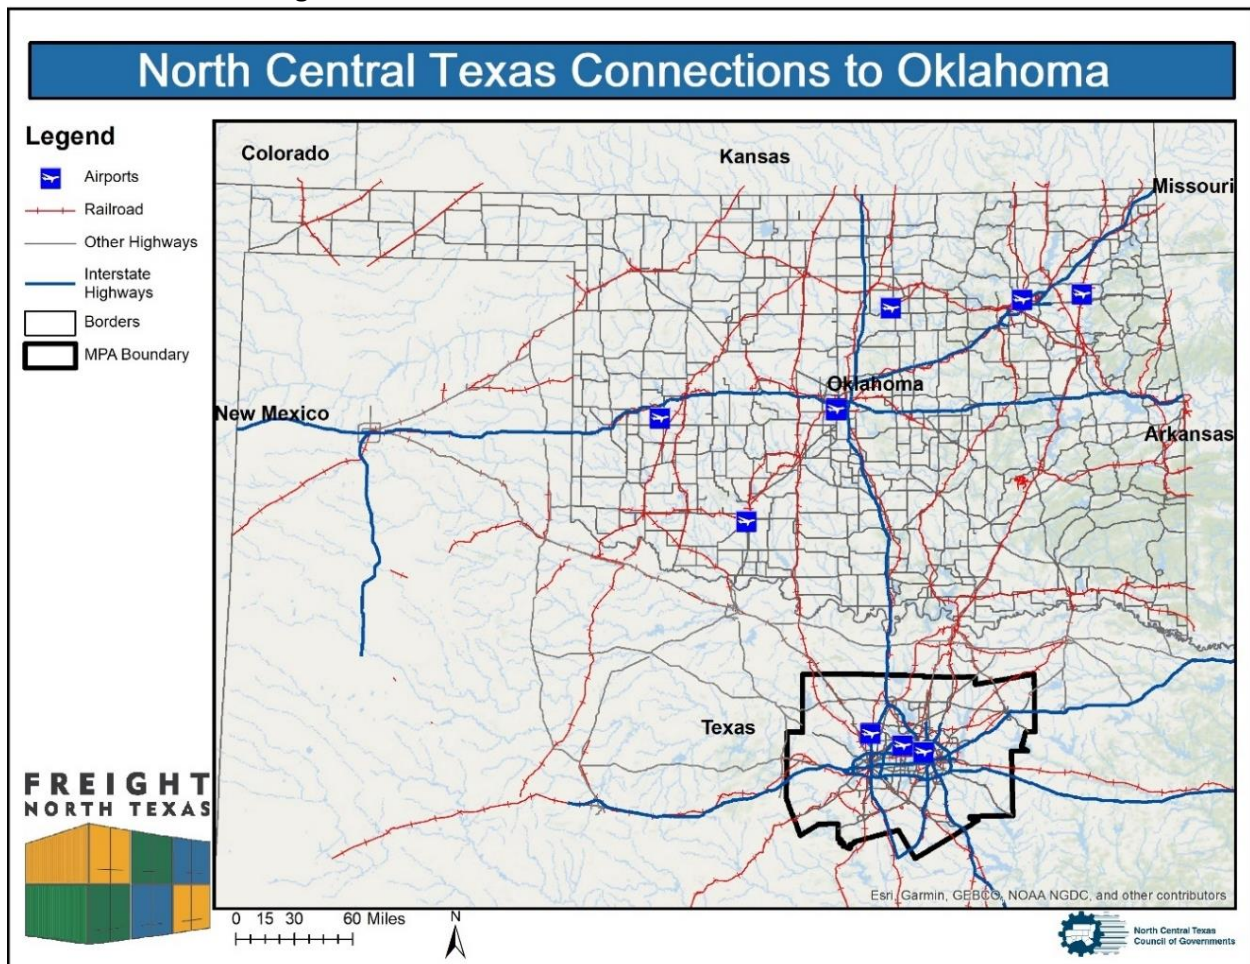 North Central Texas Connections to Oklahoma
Legend
Airports
Railroad
Other Highways
Interstate
Highways
Borders
MPA Boundary
Colorado
Kansas
Missouri
Oklahoma
New Mexico
Arkansas
Texas
FREIGHT
NORTH TEXAS
Esri, Garmin, GEBCO, NOAA NGDC, and other contributors
0 15 30 60 Miles
N
North Central Texas
Council of Governments